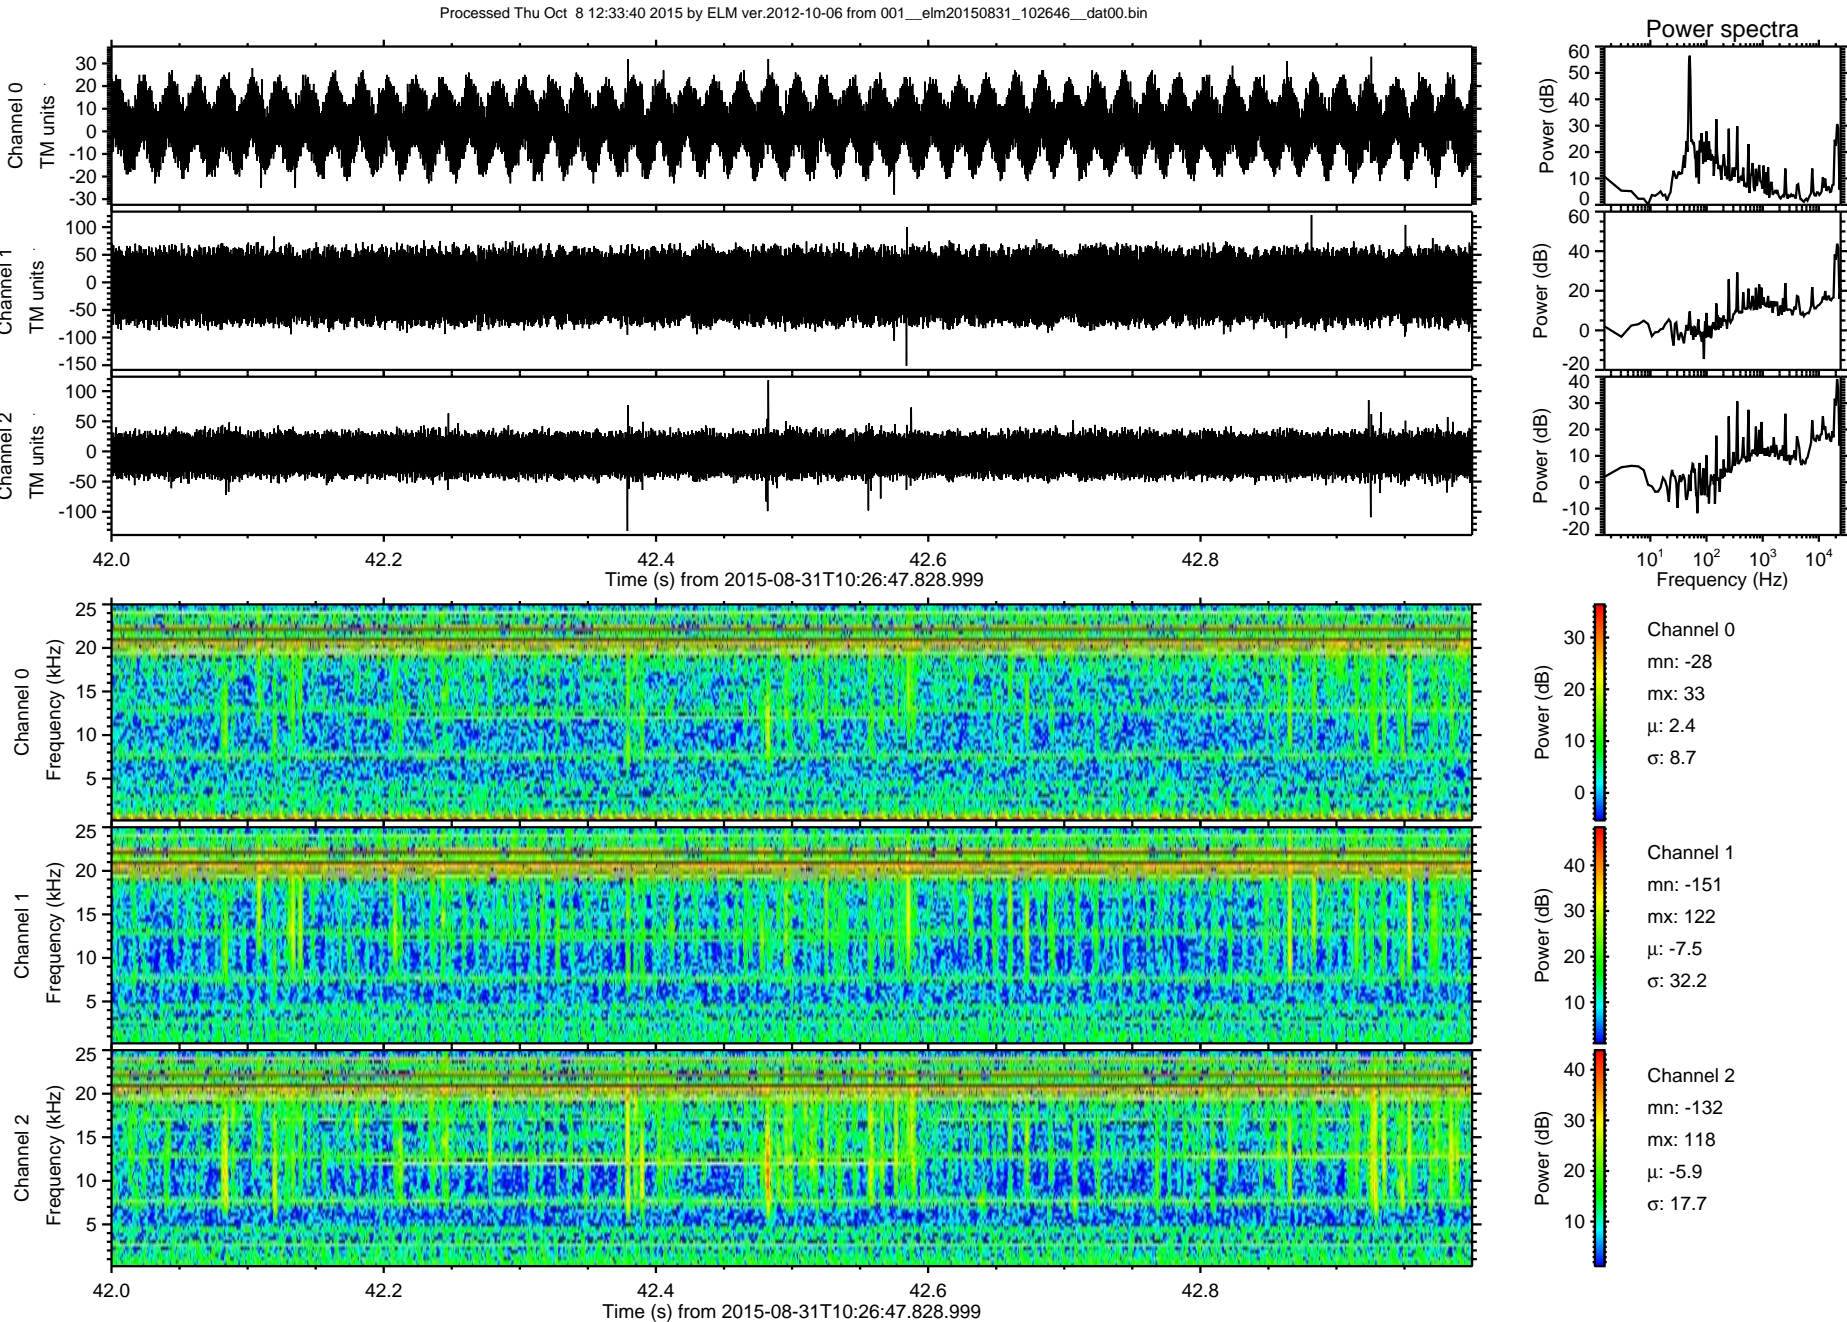 Processed Thu Oct  8 12:33:40 2015 by ELM ver.2012-10-06 from 001__elm20150831_102646__dat00.bin
Power spectra
Channel 0
TM units
30
20
10
0
-10
-20
-30
Power (dB)
60
50
40
30
20
10
0
Channel 1
TM units
100
50
0
-50
-100
-150
Power (dB)
60
40
20
0
-20
Channel 2
TM units
100
50
0
-50
-100
Power (dB)
40
30
20
10
0
-10
-20
42.0 42.2 42.4 42.6 42.8
Time (s) from 2015-08-31T10:26:47.828.999
10^1 10^2 10^3 10^4
Frequency (Hz)
Channel 0
Frequency (kHz)
25
20
15
10
5
Power (dB)
30
20
10
0
Channel 0
mn: -28
mx: 33
μ: 2.4
σ: 8.7
Channel 1
Frequency (kHz)
25
20
15
10
5
Power (dB)
40
30
20
10
Channel 1
mn: -151
mx: 122
μ: -7.5
σ: 32.2
Channel 2
Frequency (kHz)
25
20
15
10
5
Power (dB)
40
30
20
10
Channel 2
mn: -132
mx: 118
μ: -5.9
σ: 17.7
42.0 42.2 42.4 42.6 42.8
Time (s) from 2015-08-31T10:26:47.828.999